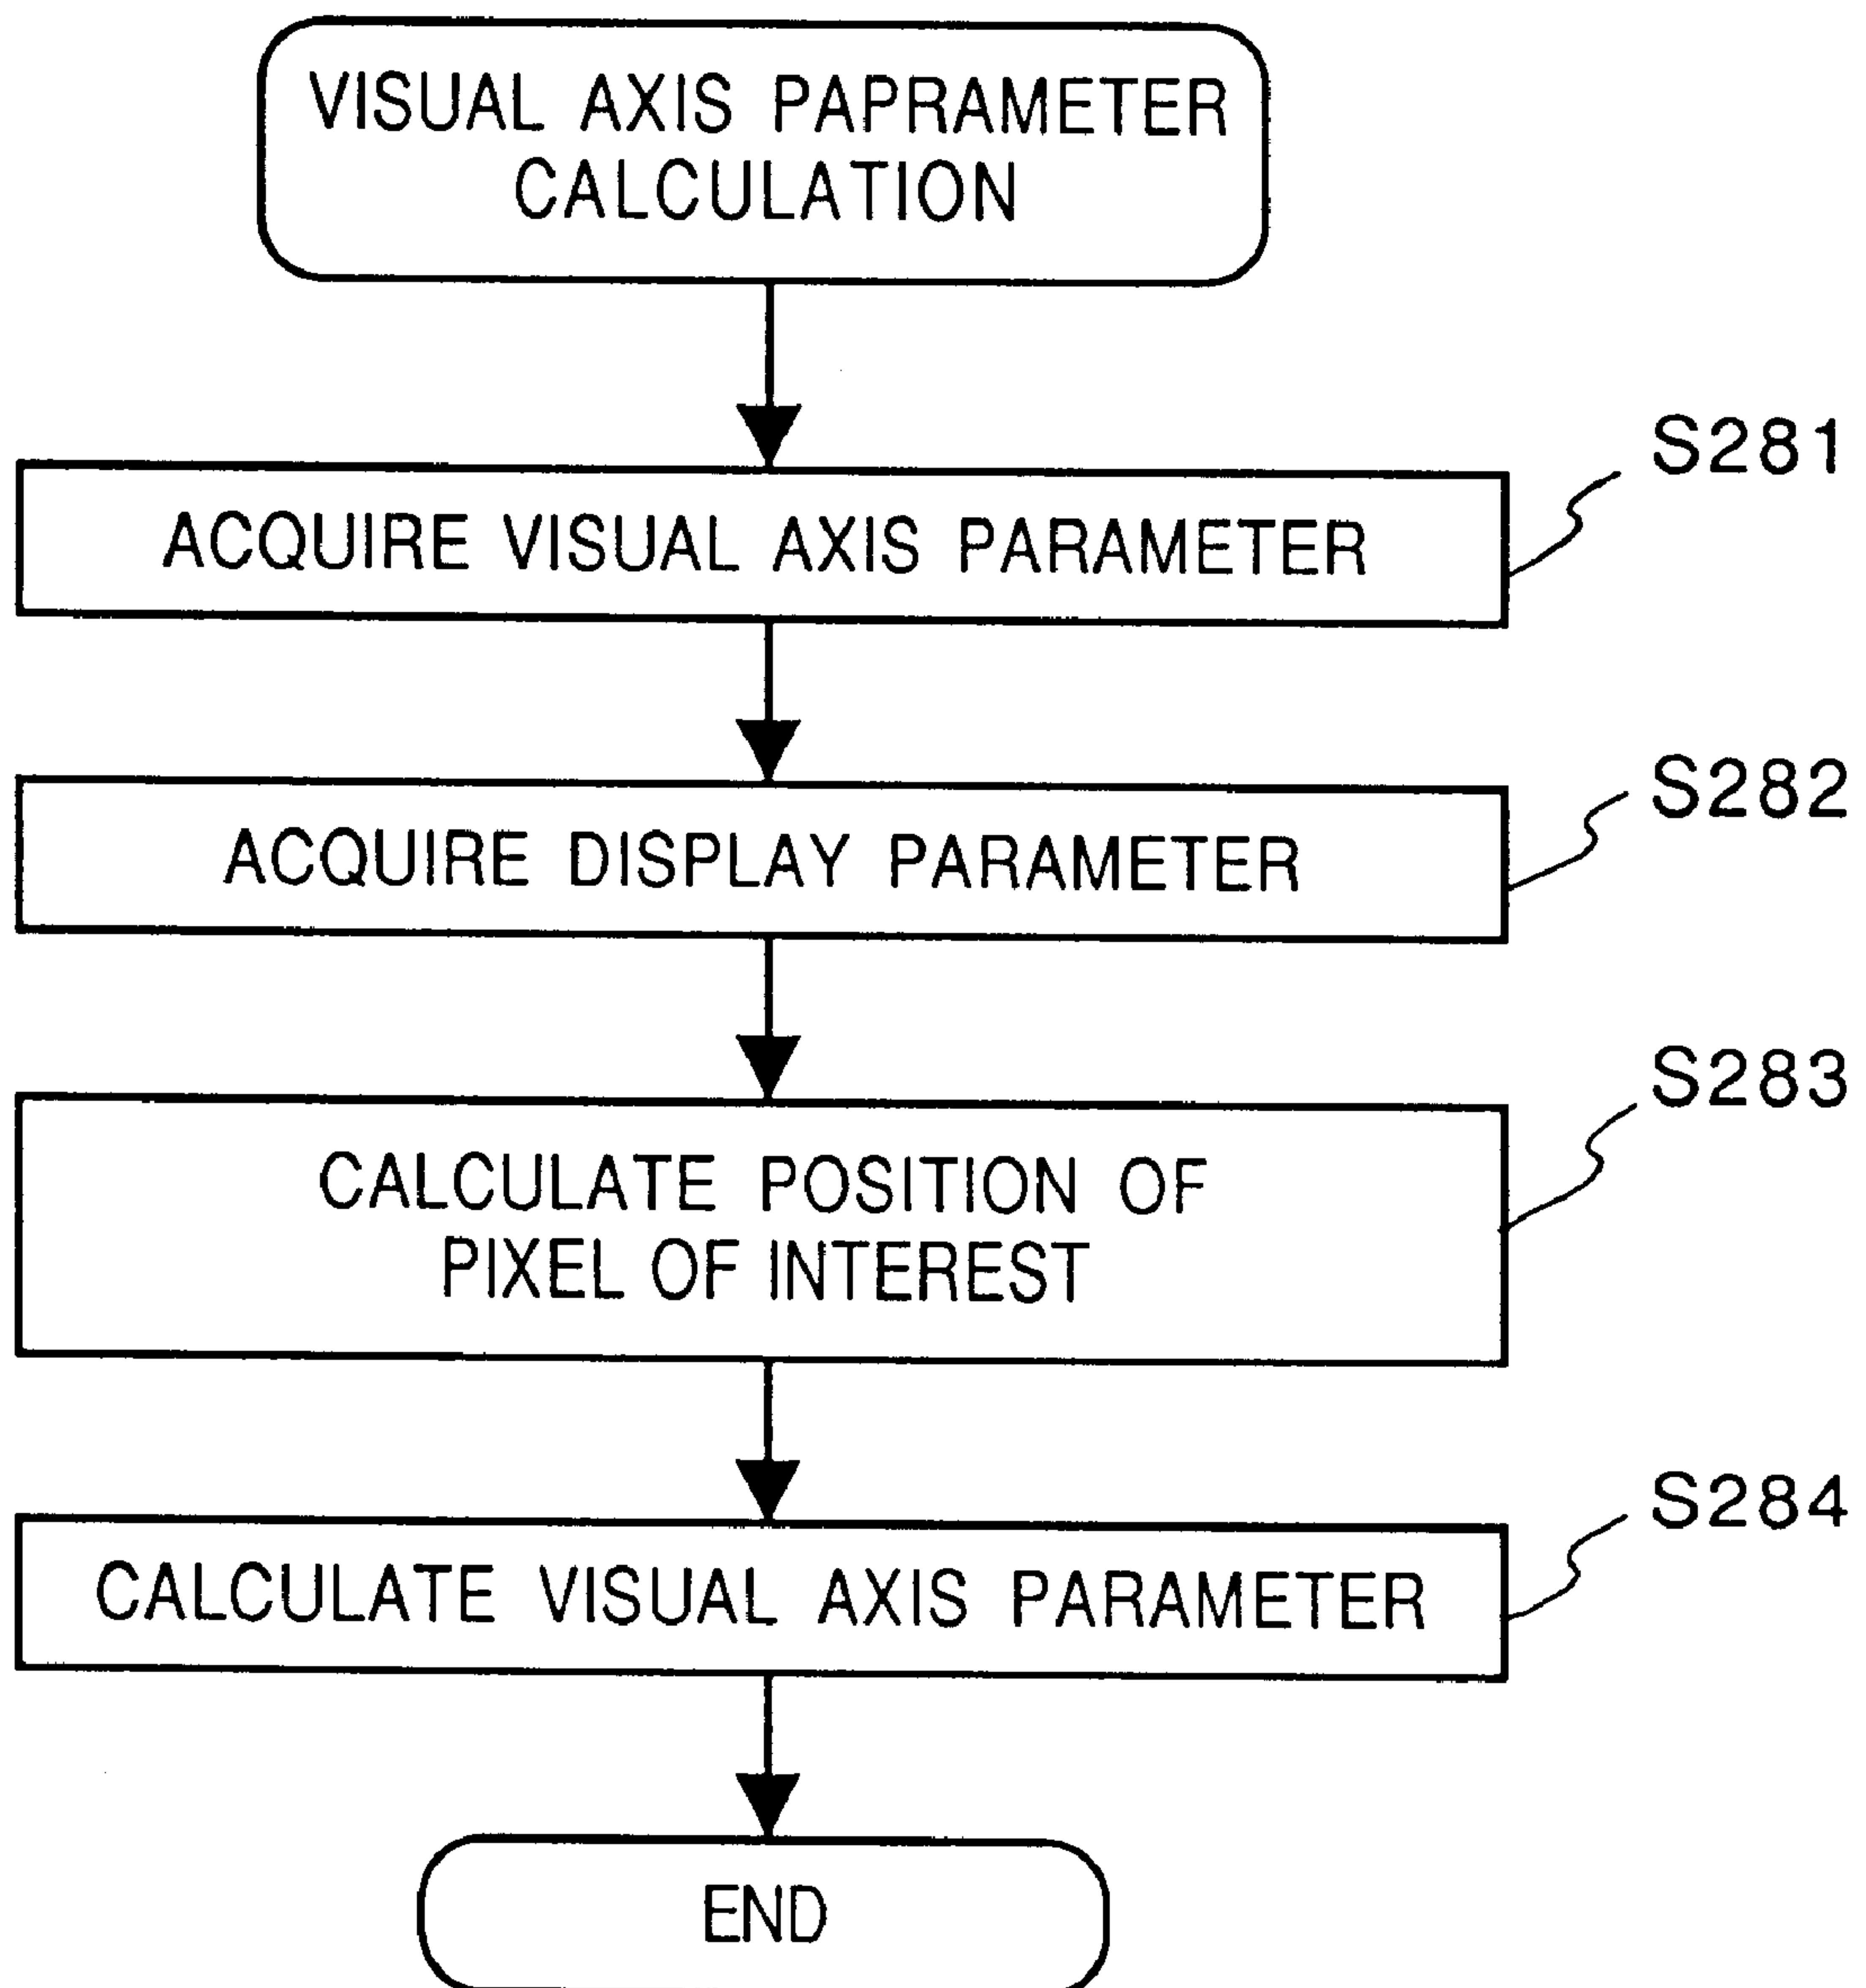 VISUAL AXIS PAPRAMETER
CALCULATION
S281
ACQUIRE VISUAL AXIS PARAMETER
S282
ACQUIRE DISPLAY PARAMETER
S283
CALCULATE POSITION OF
PIXEL OF INTEREST
S284
CALCULATE VISUAL AXIS PARAMETER
END